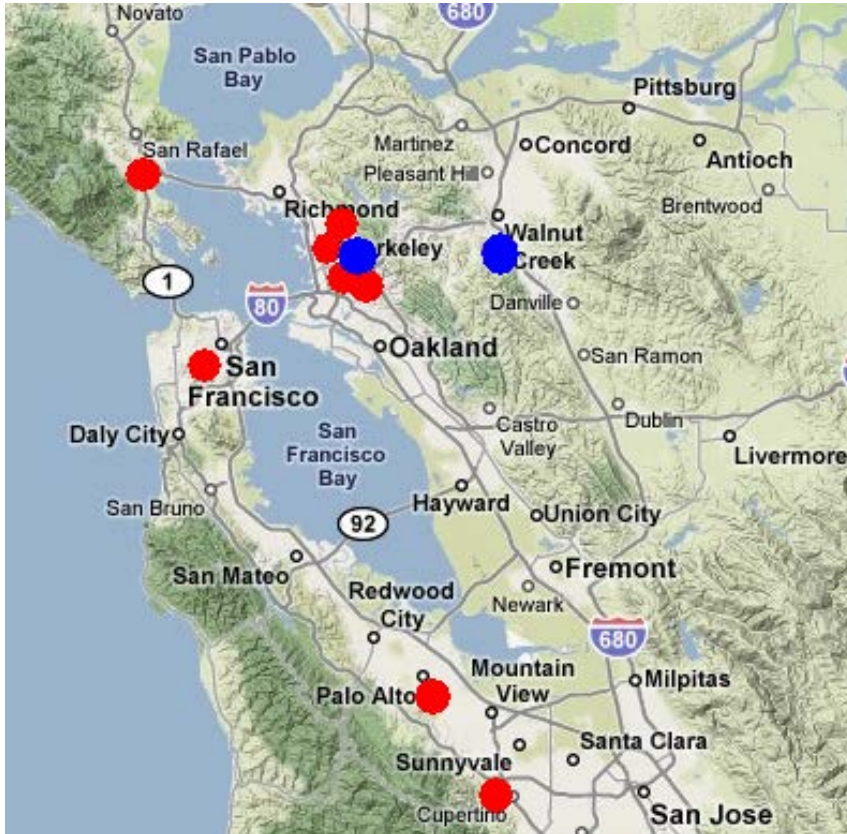 Novato
680
San Pablo
Bay
Pittsburg
Martinez
Concord
San Rafael
Antioch
Pleasant Hill
Brentwood
Richmond
Walnut
Creek
rkeley
1
80
Danville
Oakland
San Ramon
San
Francisco
Castro
Valley
Dublin
Daly City
San
Francisco
Bay
Livermore
San Bruno
Hayward
92
Union City
San Mateo
Fremont
Redwood
City
Newark
680
Mountain
View
Palo Alto
Milpitas
Santa Clara
Sunnyvale
Cupertino
San Jose